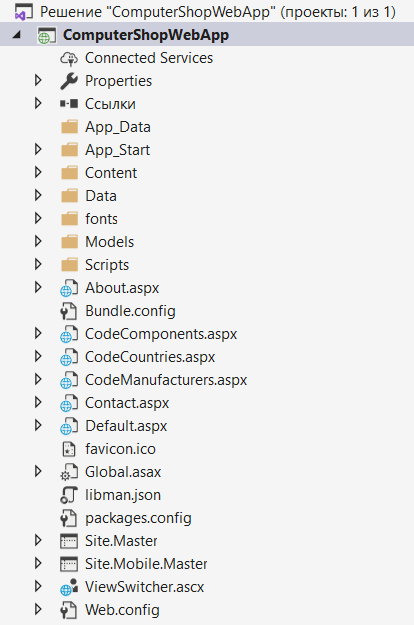 Решение "ComputerShopWebApp" (проекты: 1 из 1)
ComputerShopWebApp
Connected Services
Properties
Ссылки
App_Data
App_Start
Content
Data
fonts
Models
Scripts
About.aspx
Bundle.config
CodeComponents.aspx
CodeCountries.aspx
CodeManufacturers.aspx
Contact.aspx
Default.aspx
favicon.ico
Global.asax
libman.json
packages.config
Site.Master
Site.Mobile.Master
ViewSwitcher.ascx
Web.config